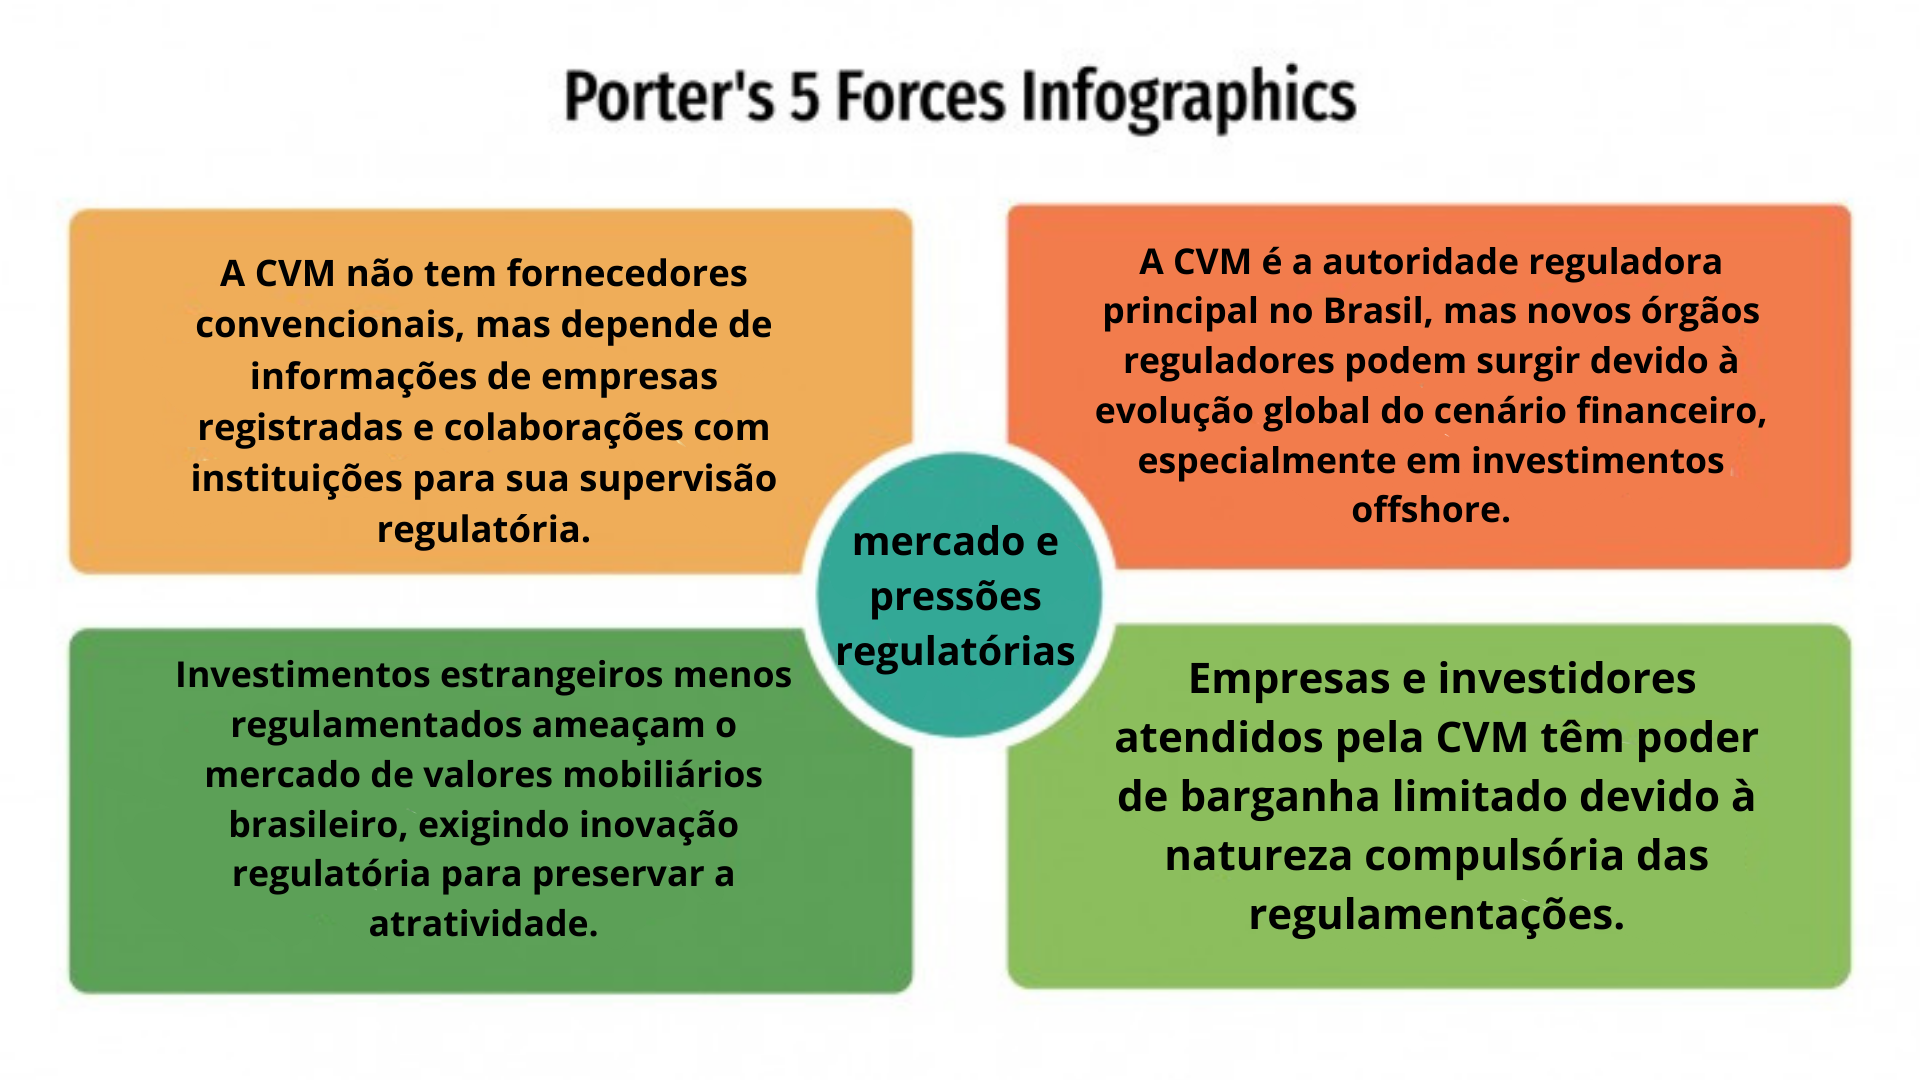 Porter's 5 Forces Infographics
A CVM não tem fornecedores
convencionais, mas depende de
informações de empresas
registradas e colaborações com
instituições para sua supervisão
regulatória.
A CVM é a autoridade reguladora
principal no Brasil, mas novos órgãos
reguladores podem surgir devido à
evolução global do cenário financeiro,
especialmente em investimentos
offshore.
mercado e
pressões
regulatórias
Investimentos estrangeiros menos
regulamentados ameaçam o
mercado de valores mobiliários
brasileiro, exigindo inovação
regulatória para preservar a
atratividade.
Empresas e investidores
atendidos pela CVM têm poder
de barganha limitado devido à
natureza compulsória das
regulamentações.